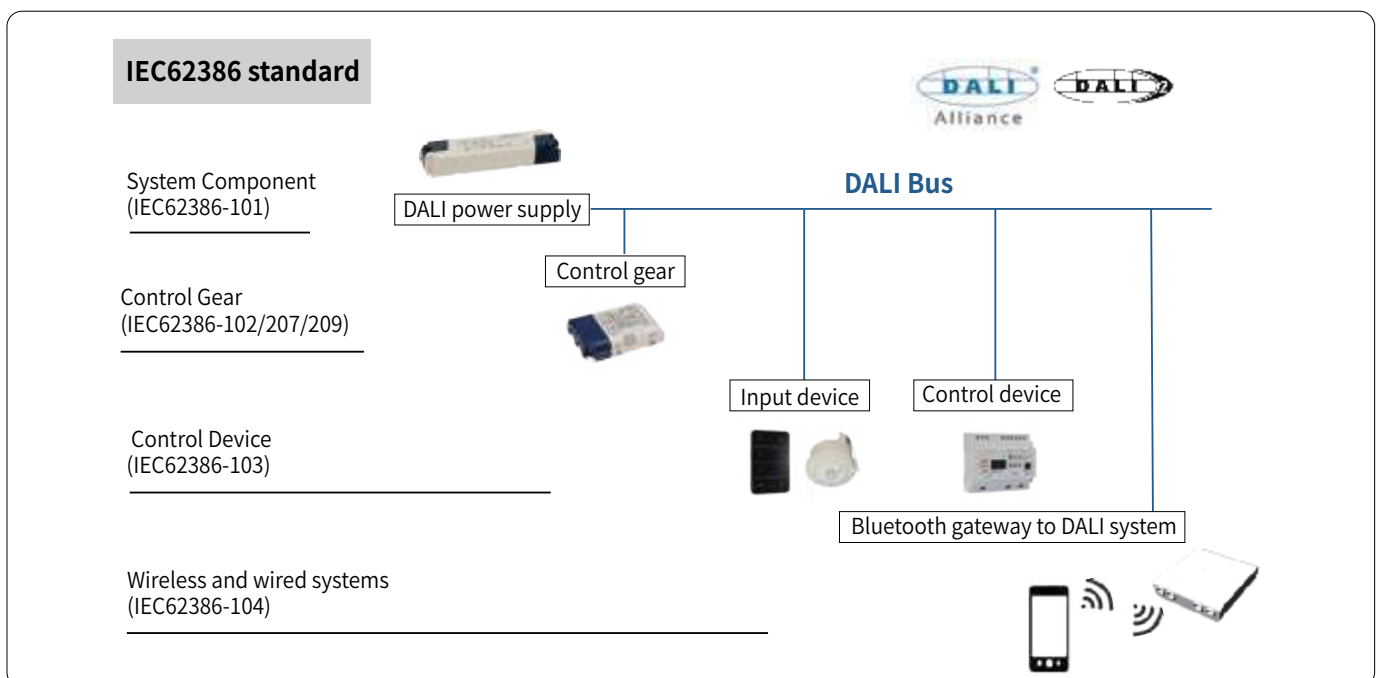 IEC62386 standard
DALI
Alliance
DALI
System Component
(IEC62386-101)
DALI Bus
DALI power supply
Control gear
Control Gear
(IEC62386-102/207/209)
Input device
Control device
Control Device
(IEC62386-103)
Bluetooth gateway to DALI system
Wireless and wired systems
(IEC62386-104)